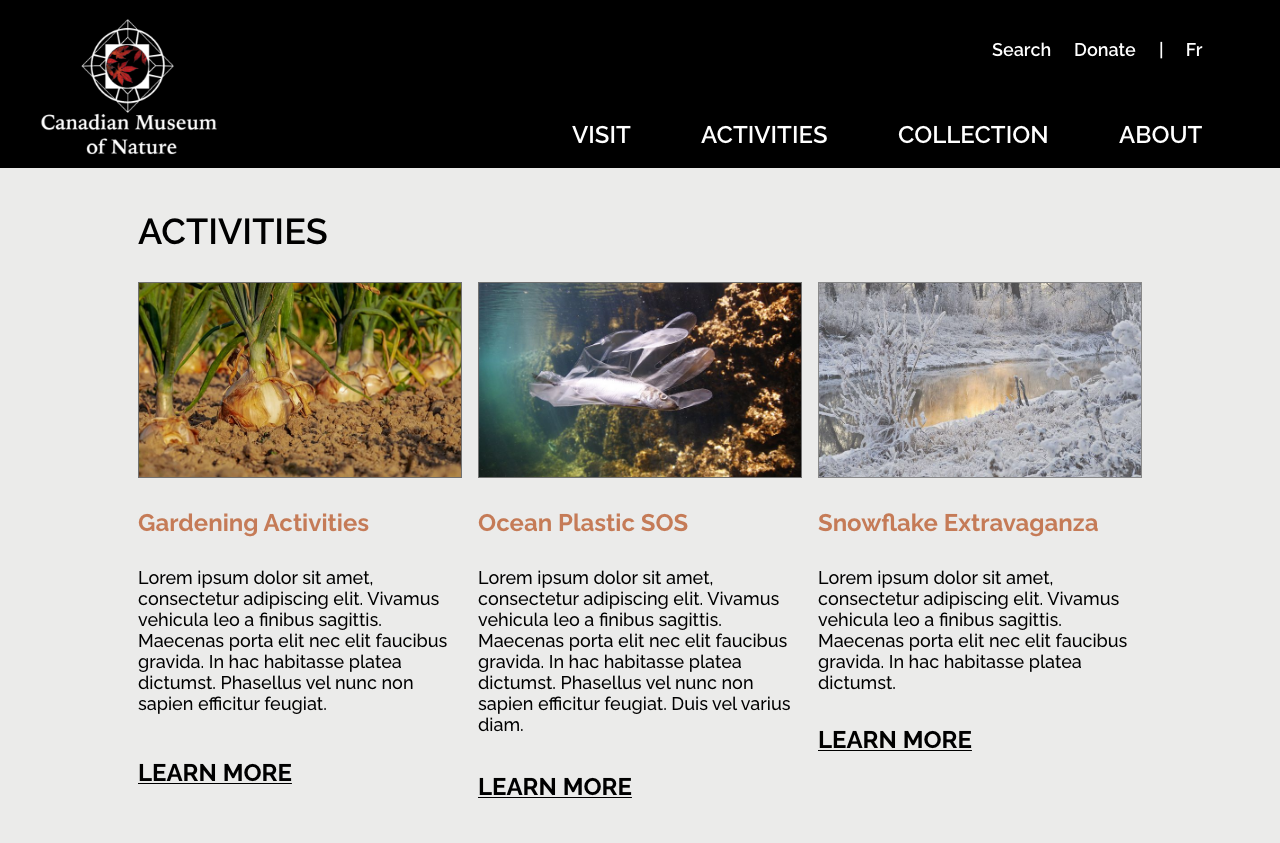 Canadian Museum
of Nature
Search Donate | Fr
VISIT ACTIVITIES COLLECTION ABOUT
ACTIVITIES
Gardening Activities
Lorem ipsum dolor sit amet,
consectetur adipiscing elit. Vivamus
vehicula leo a finibus sagittis.
Maecenas porta elit nec elit faucibus
gravida. In hac habitasse platea
dictumst. Phasellus vel nunc non
sapien efficitur feugiat.
LEARN MORE
Ocean Plastic SOS
Lorem ipsum dolor sit amet,
consectetur adipiscing elit. Vivamus
vehicula leo a finibus sagittis.
Maecenas porta elit nec elit faucibus
gravida. In hac habitasse platea
dictumst. Phasellus vel nunc non
sapien efficitur feugiat. Duis vel varius
diam.
LEARN MORE
Snowflake Extravaganza
Lorem ipsum dolor sit amet,
consectetur adipiscing elit. Vivamus
vehicula leo a finibus sagittis.
Maecenas porta elit nec elit faucibus
gravida. In hac habitasse platea
dictumst.
LEARN MORE